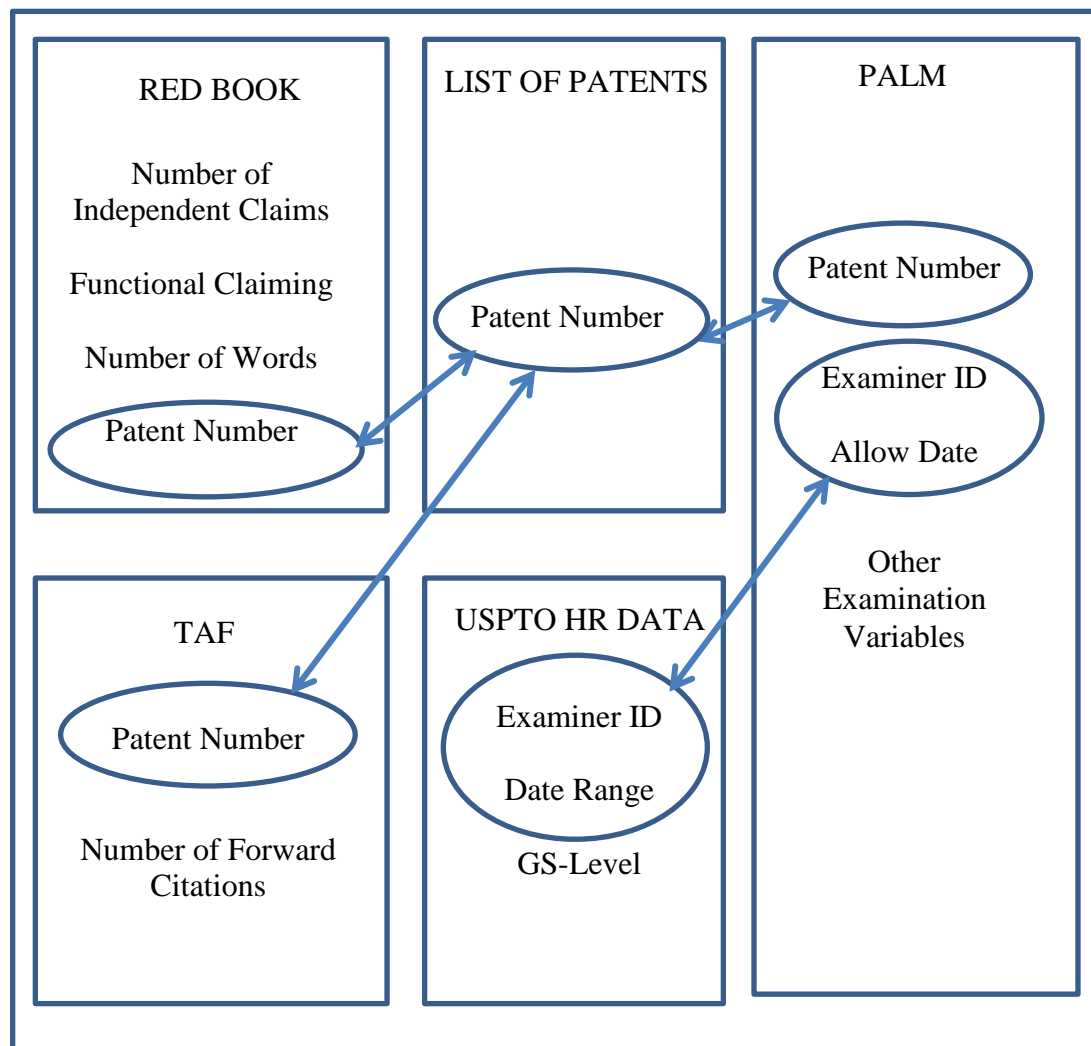 RED BOOK
Number of
Independent Claims
Functional Claiming
Number of Words
Patent Number
LIST OF PATENTS
Patent Number
PALM
Patent Number
Examiner ID
Allow Date
Other
Examination
Variables
TAF
Patent Number
Number of Forward
Citations
USPTO HR DATA
Examiner ID
Date Range
GS-Level